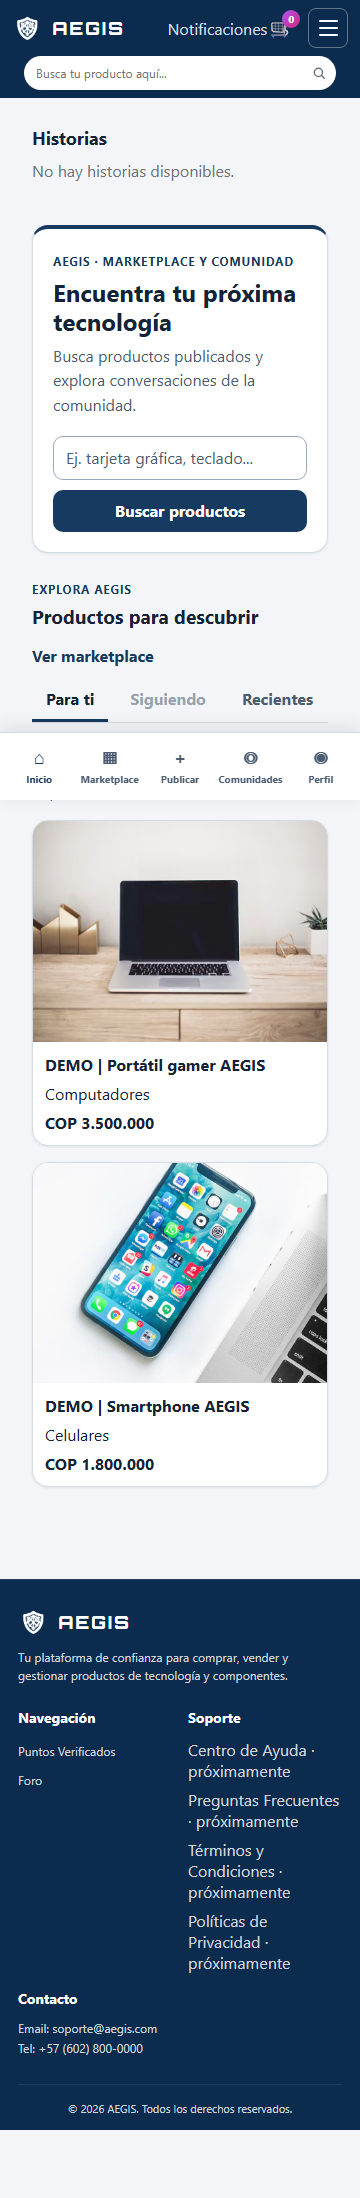 AEGIS
Notificaciones
0
Busca tu producto aquí...
Historias
No hay historias disponibles.
AEGIS · MARKETPLACE Y COMUNIDAD
Encuentra tu próxima
tecnología
Busca productos publicados y
explora conversaciones de la
comunidad.
Ej. tarjeta gráfica, teclado...
Buscar productos
EXPLORA AEGIS
Productos para descubrir
Ver marketplace
Para ti
Siguiendo
Recientes
Inicio
Marketplace
+
Publicar
Comunidades
Perfil
DEMO | Portátil gamer AEGIS
Computadores
COP 3.500.000
DEMO | Smartphone AEGIS
Celulares
COP 1.800.000
AEGIS
Tu plataforma de confianza para comprar, vender y
gestionar productos de tecnología y componentes.
Navegación
Puntos Verificados
Foro
Soporte
Centro de Ayuda ·
próximamente
Preguntas Frecuentes
· próximamente
Términos y
Condiciones ·
próximamente
Políticas de
Privacidad ·
próximamente
Contacto
Email: soporte@aegis.com
Tel: +57 (602) 800-0000
© 2026 AEGIS. Todos los derechos reservados.